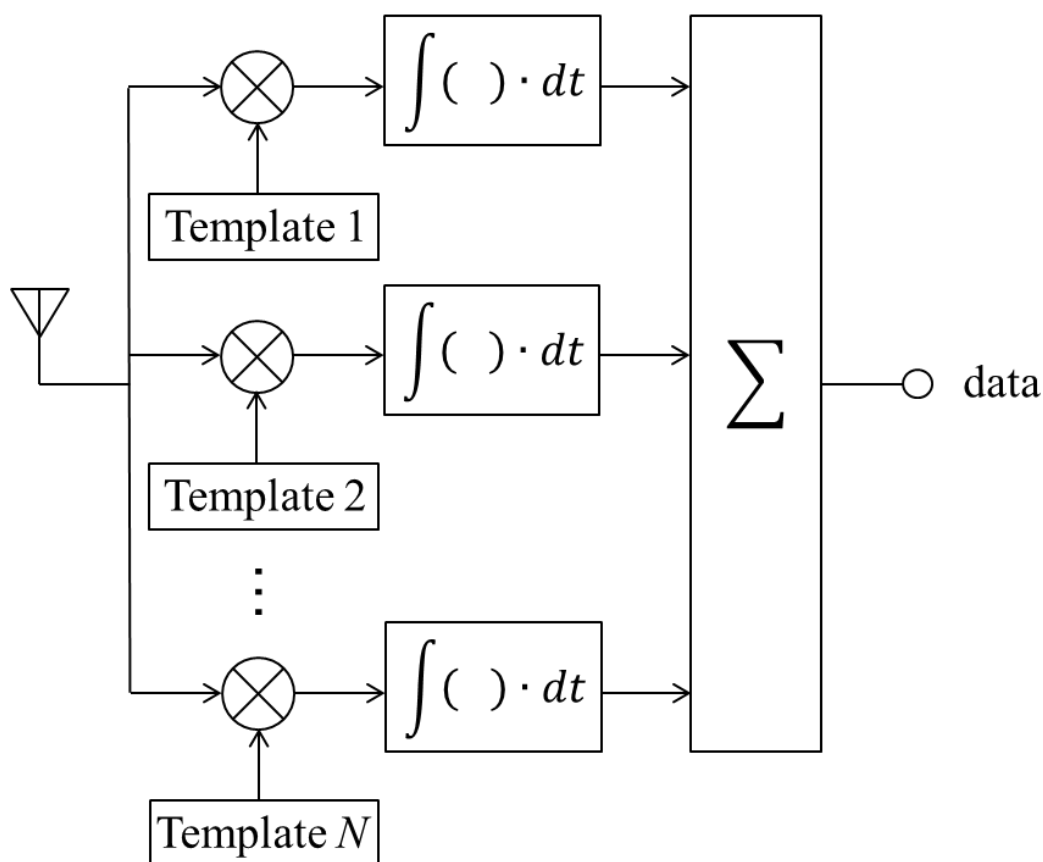 ∫( ) · dt
Template 1
∫( ) · dt
∑
data
Template 2
⋮
∫( ) · dt
Template N